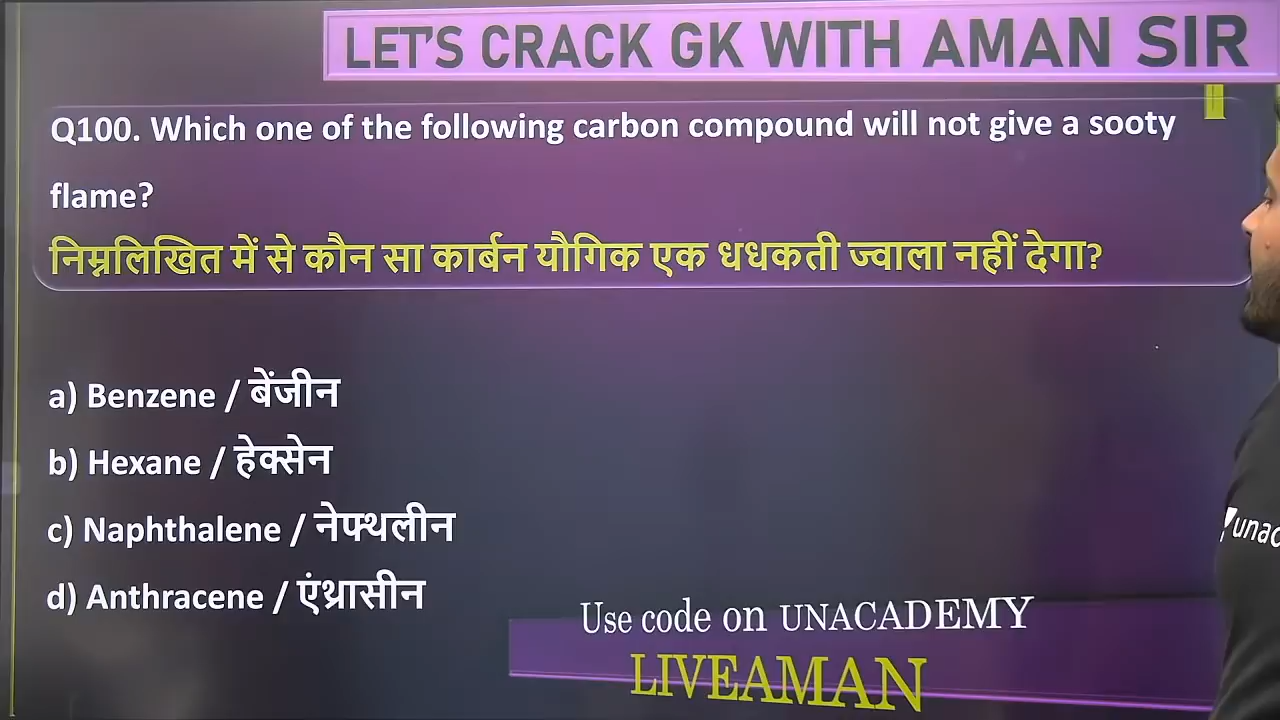 LET'S CRACK GK WITH AMAN SIR
Q100. Which one of the following carbon compound will not give a sooty
flame?
निम्नलिखित में से कौन सा कार्बन यौगिक एक धधकती ज्वाला नहीं देगा?
a) Benzene / बेंजीन
b) Hexane / हेक्सेन
c) Naphthalene / नेफ्थलीन
d) Anthracene / एंथ्रासीन
unac
Use code on UNACADEMY
LIVEAMAN